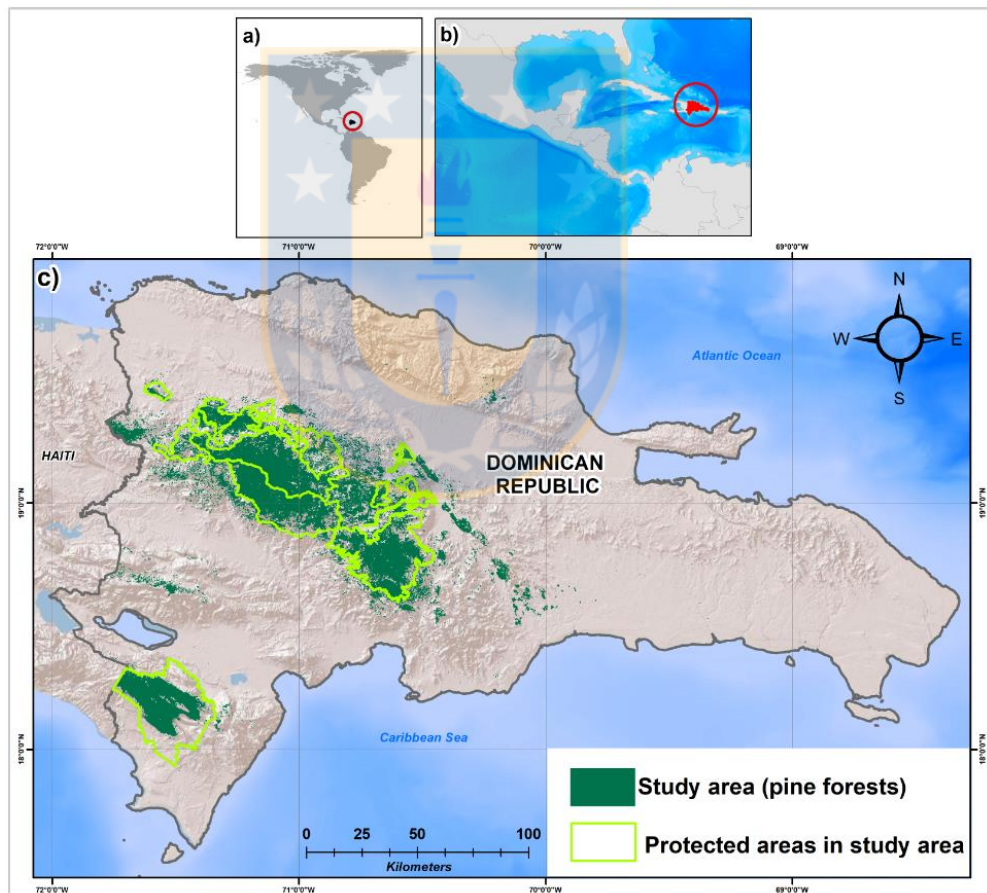 a)
b)
72°0'0"W
71°0'0"W
70°0'0"W
69°0'0"W
c)
N
W
E
S
Atlantic Ocean
HAITI
DOMINICAN
REPUBLIC
19°0'0"N
19°0'0"N
Caribbean Sea
18°0'0"N
18°0'0"N
Study area (pine forests)
Protected areas in study area
0 25 50 100
Kilometers
72°0'0"W
71°0'0"W
70°0'0"W
69°0'0"W